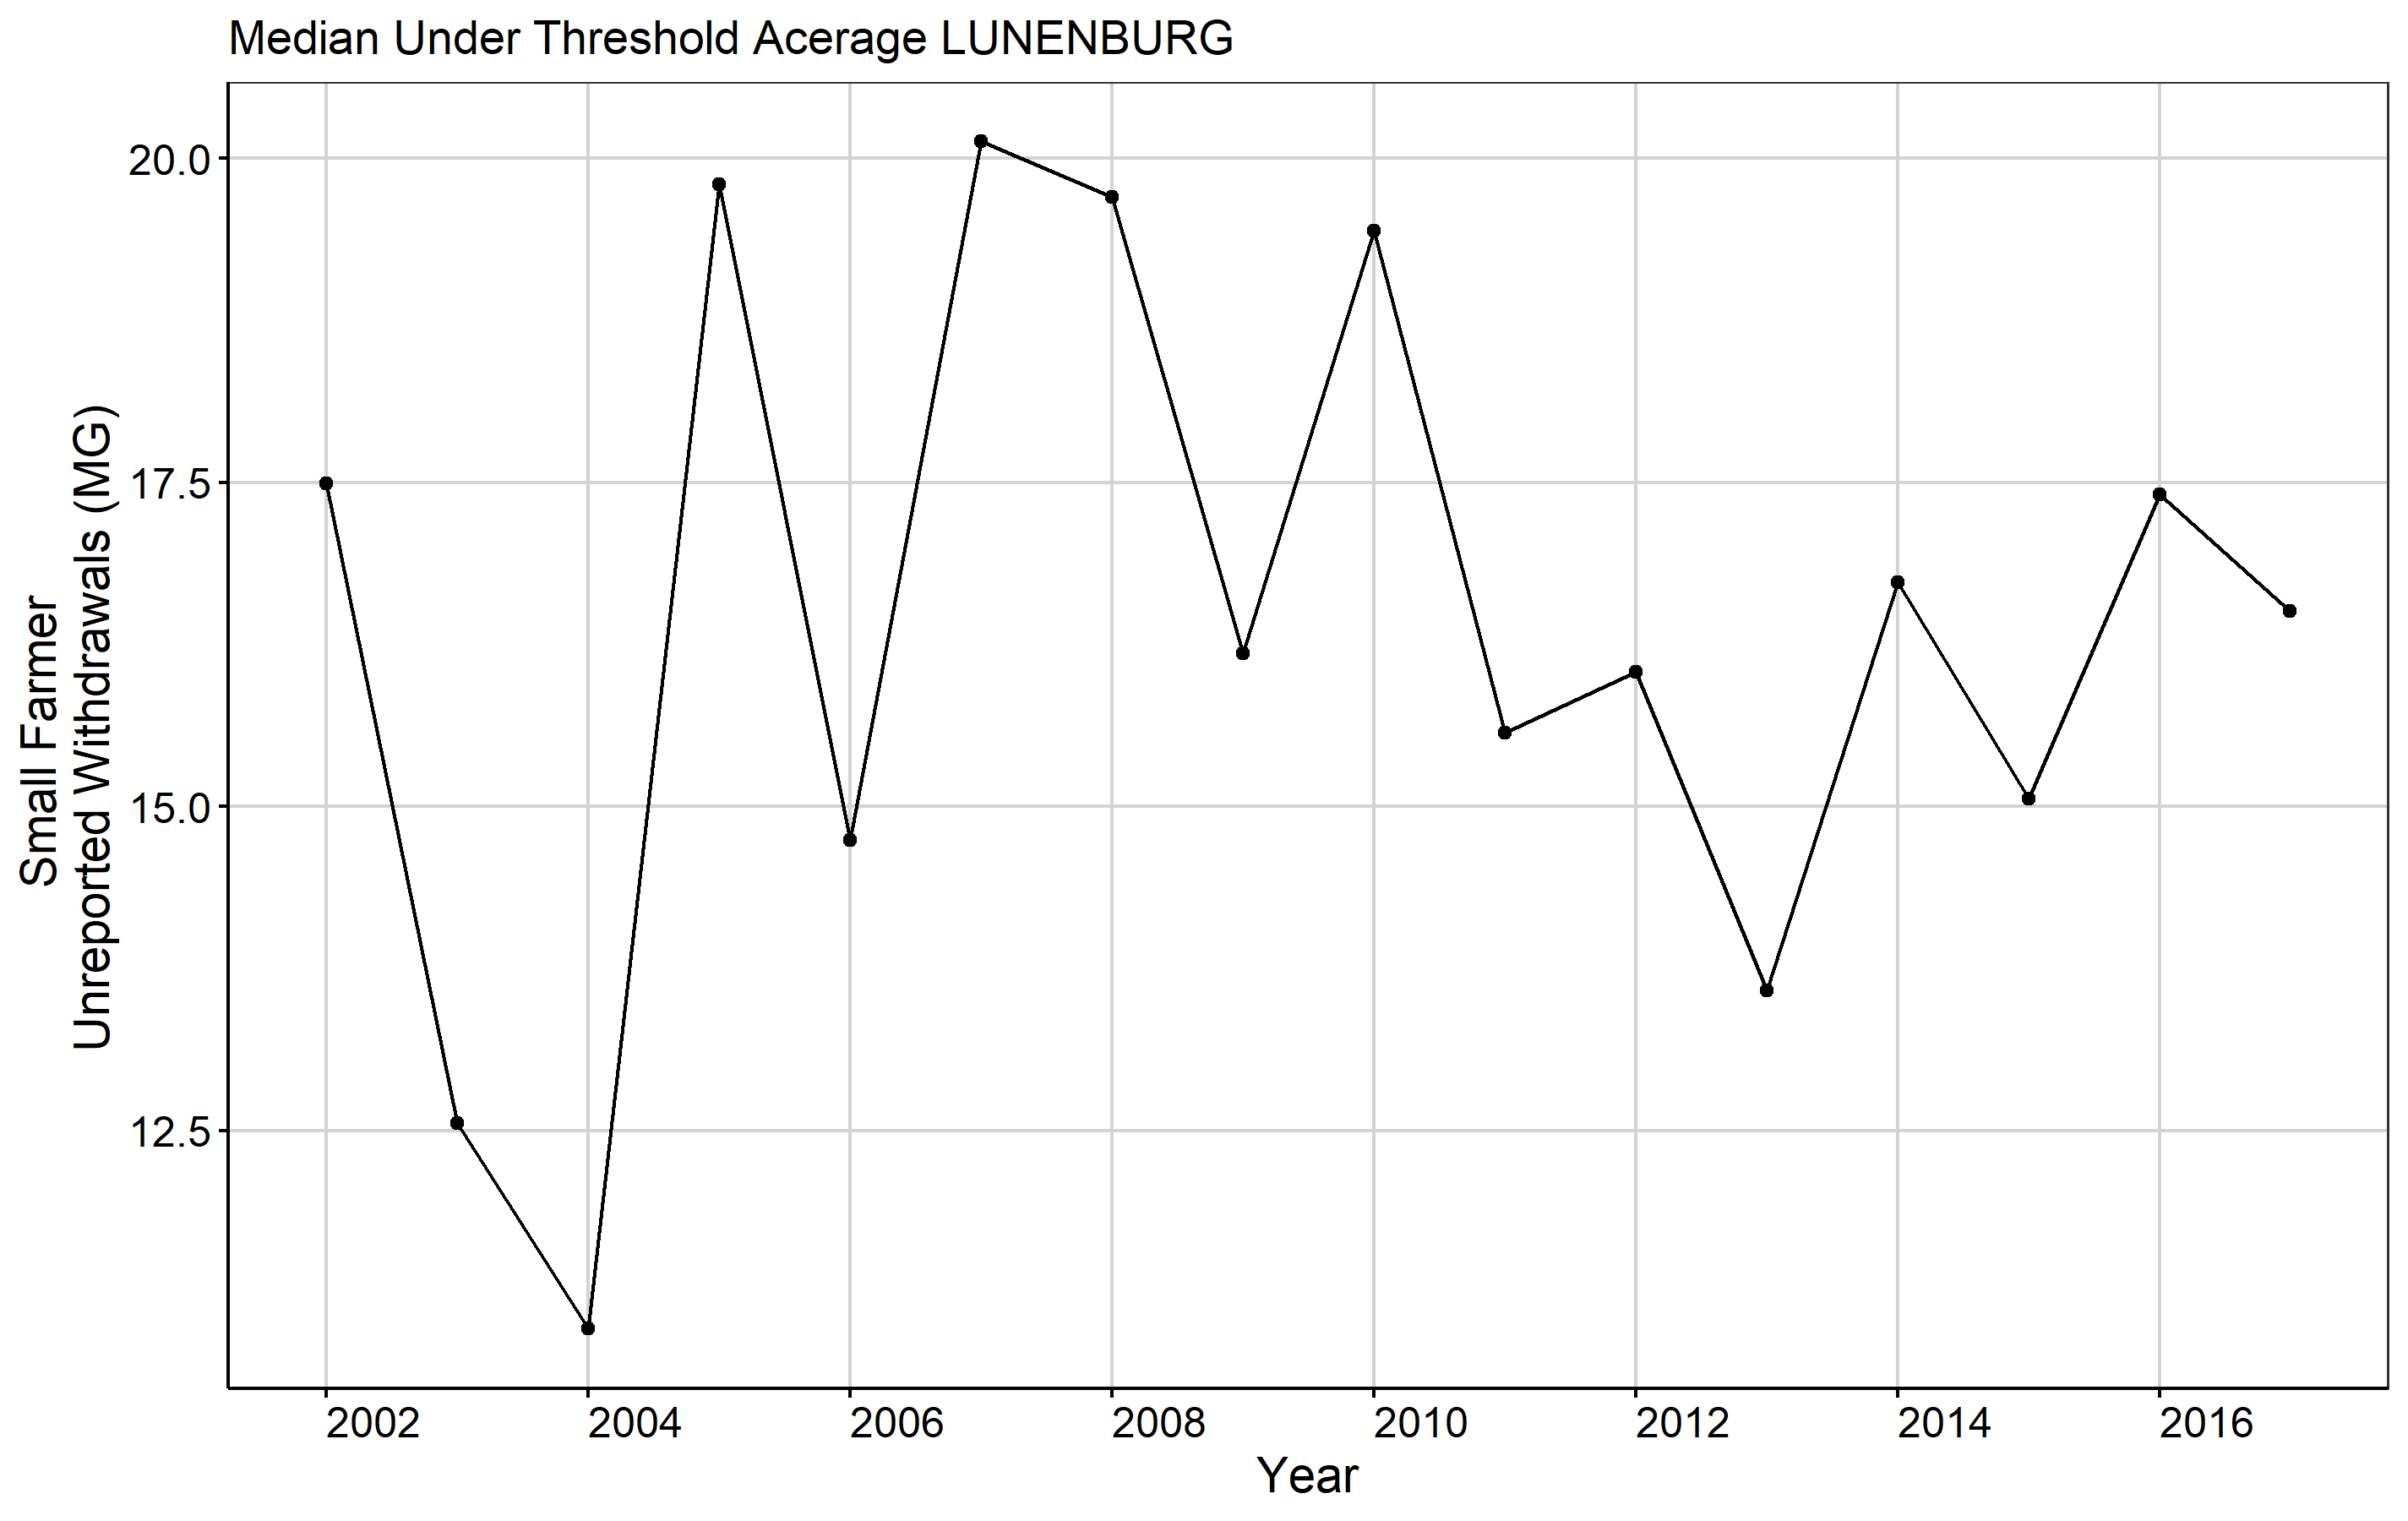 Median Under Threshold Acerage LUNENBURG
Small Farmer
Unreported Withdrawals (MG)
20.0
17.5
15.0
12.5
2002 2004 2006 2008 2010 2012 2014 2016
Year